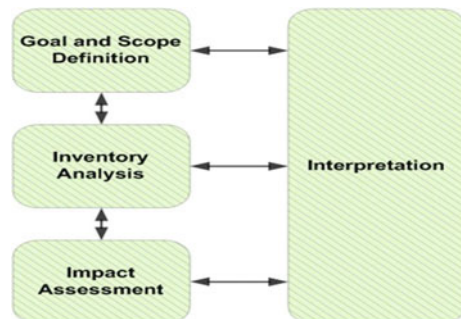 Goal and Scope
Definition
Inventory
Analysis
Impact
Assessment
Interpretation